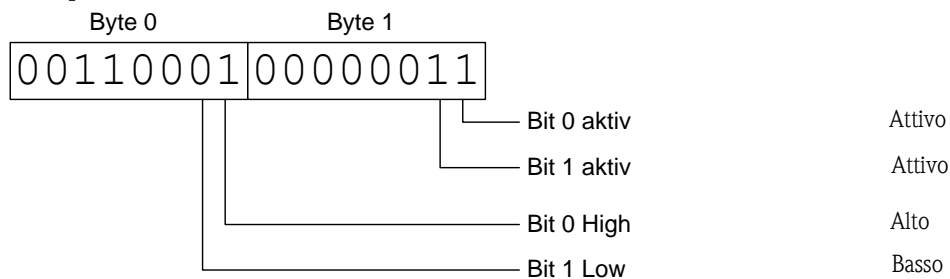 Byte 0 Byte 1
00110001 00000011
Bit 0 aktiv Attivo
Bit 1 aktiv Attivo
Bit 0 High Alto
Bit 1 Low Basso